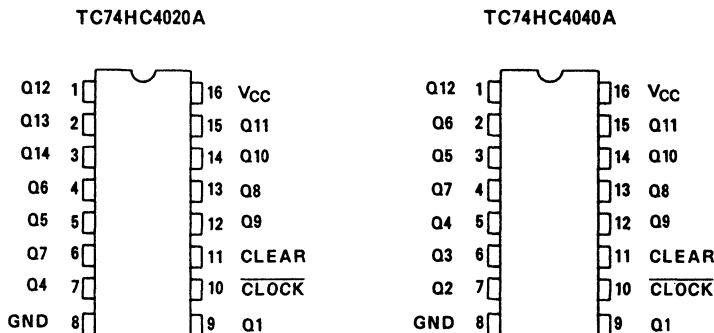 TC74HC4020A TC74HC4040A
Q12 1 16 VCC Q12 1 16 VCC
Q13 2 15 Q11 Q6 2 15 Q11
Q14 3 14 Q10 Q5 3 14 Q10
Q6 4 13 Q8 Q7 4 13 Q8
Q5 5 12 Q9 Q4 5 12 Q9
Q7 6 11 CLEAR Q3 6 11 CLEAR
Q4 7 10 CLOCK Q2 7 10 CLOCK
GND 8 9 Q1 GND 8 9 Q1